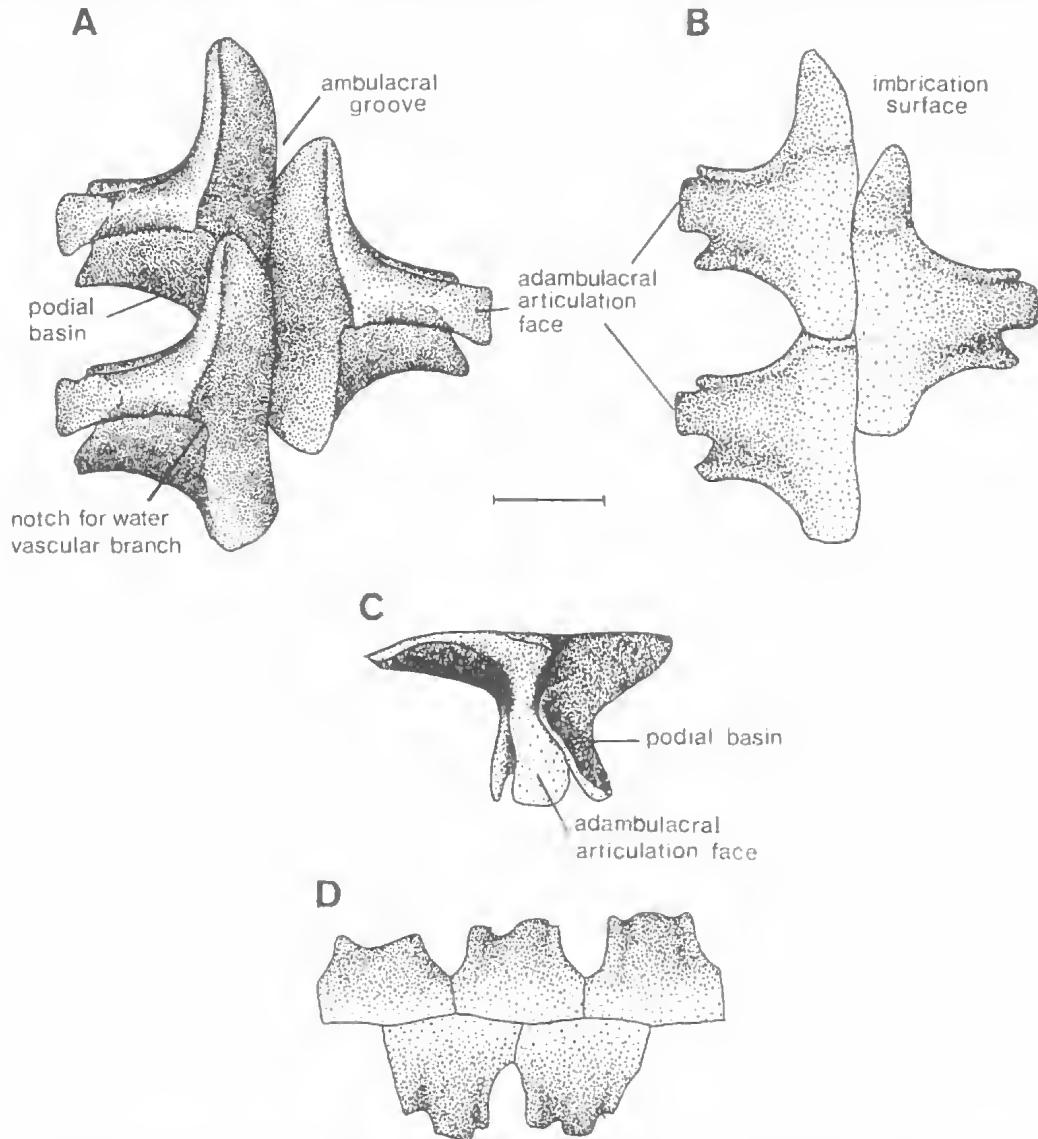 A
B
ambulacral
groove
imbrication
surface
adambulacral
articulation
face
podial
basin
notch for water
vascular branch
C
podial basin
adambulacral
articulation face
D